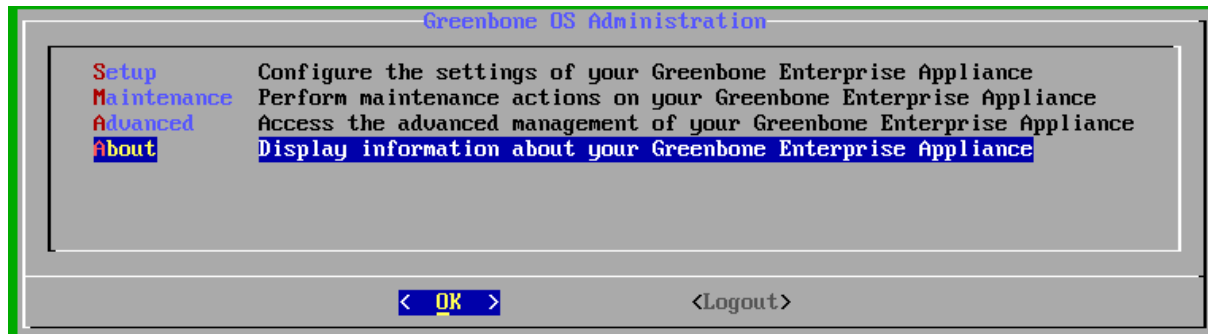 Greenbone OS Administration
Setup Configure the settings of your Greenbone Enterprise Appliance
Maintenance Perform maintenance actions on your Greenbone Enterprise Appliance
Advanced Access the advanced management of your Greenbone Enterprise Appliance
About Display information about your Greenbone Enterprise Appliance
< OK > <Logout>